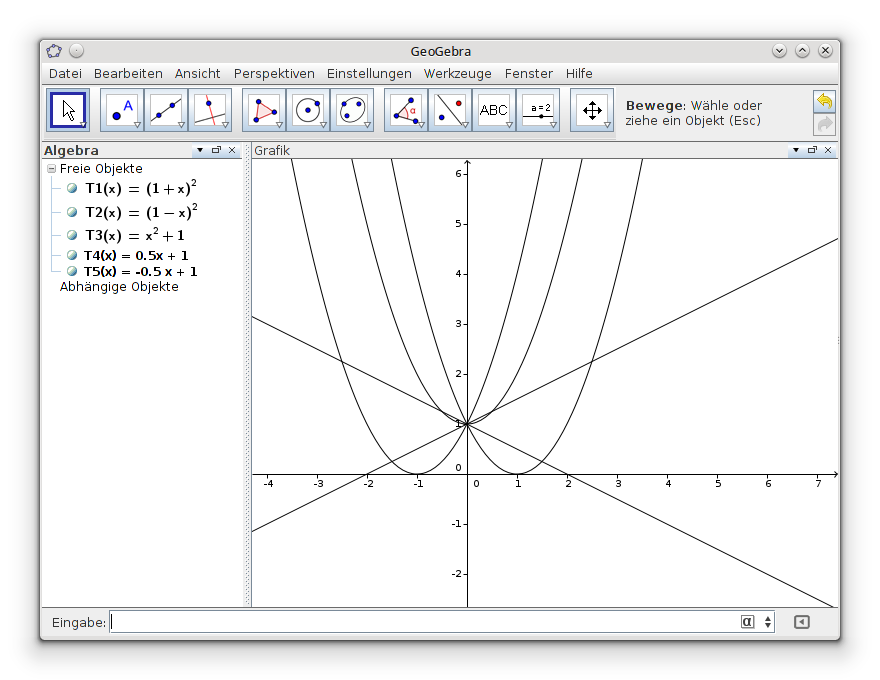 GeoGebra
Datei Bearbeiten Ansicht Perspektiven Einstellungen Werkzeuge Fenster Hilfe
A α ABC a = 2
Bewege: Wähle oder
ziehe ein Objekt (Esc)
Algebra
Freie Objekte
T1(x) = (1 + x)²
T2(x) = (1 − x)²
T3(x) = x² + 1
T4(x) = 0.5x + 1
T5(x) = -0.5 x + 1
Abhängige Objekte
Grafik
6
5
4
3
2
1
0
-4 -3 -2 -1 0 1 2 3 4 5 6 7
-1
-2
Eingabe: α